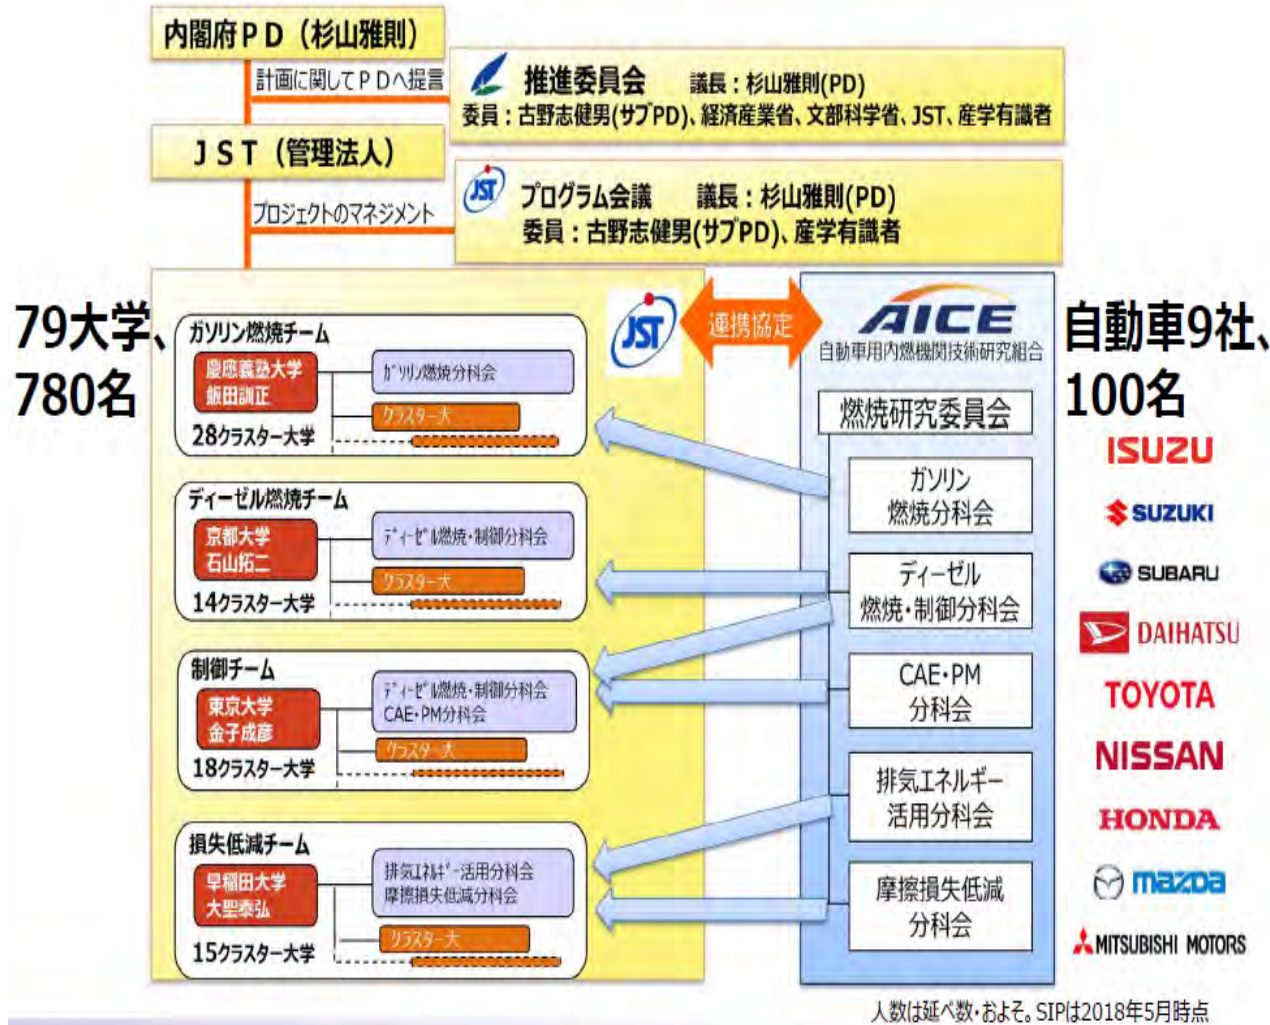 内閣府PD（杉山雅則）
計画に関してPDへ提言
推進委員会 議長：杉山雅則(PD)
委員：古野志健男(サブPD)、経済産業省、文部科学省、JST、産学有識者
JST（管理法人）
プロジェクトのマネジメント
JST
プログラム会議 議長：杉山雅則(PD)
委員：古野志健男(サブPD)、産学有識者
79大学、
780名
JST
連携協定
AICE
自動車用内燃機関技術研究組合
自動車9社、
100名
ガソリン燃焼チーム
慶應義塾大学
飯田訓正
28クラスター大学
ガソリン燃焼分科会
クラスター大
ディーゼル燃焼チーム
京都大学
石山拓二
14クラスター大学
ディーゼル燃焼・制御分科会
クラスター大
制御チーム
東京大学
金子成彦
18クラスター大学
ディーゼル燃焼・制御分科会
CAE・PM分科会
クラスター大
損失低減チーム
早稲田大学
大聖泰弘
15クラスター大学
排気エネルギー活用分科会
摩擦損失低減分科会
クラスター大
燃焼研究委員会
ガソリン
燃焼分科会
ディーゼル
燃焼・制御分科会
CAE・PM
分科会
排気エネルギー
活用分科会
摩擦損失低減
分科会
ISUZU
SUZUKI
SUBARU
DAIHATSU
TOYOTA
NISSAN
HONDA
mazda
MITSUBISHI MOTORS
人数は延べ数・およそ。SIPは2018年5月時点